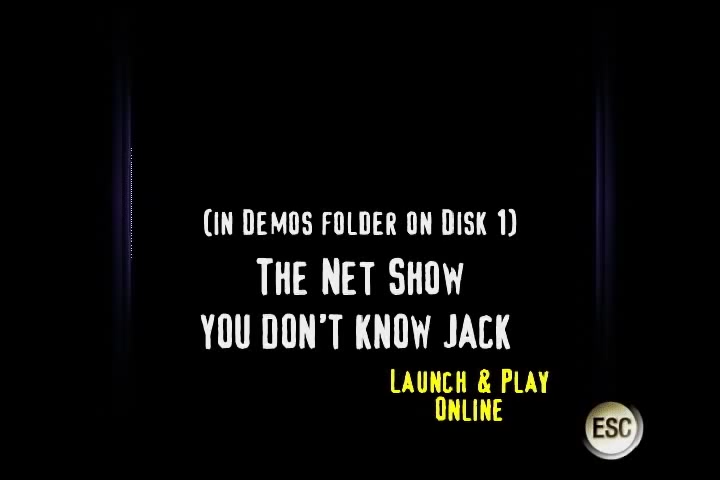 (in Demos folder on Disk 1)
The Net Show
YOU DON'T KNOW JACK
Launch & Play
Online
ESC